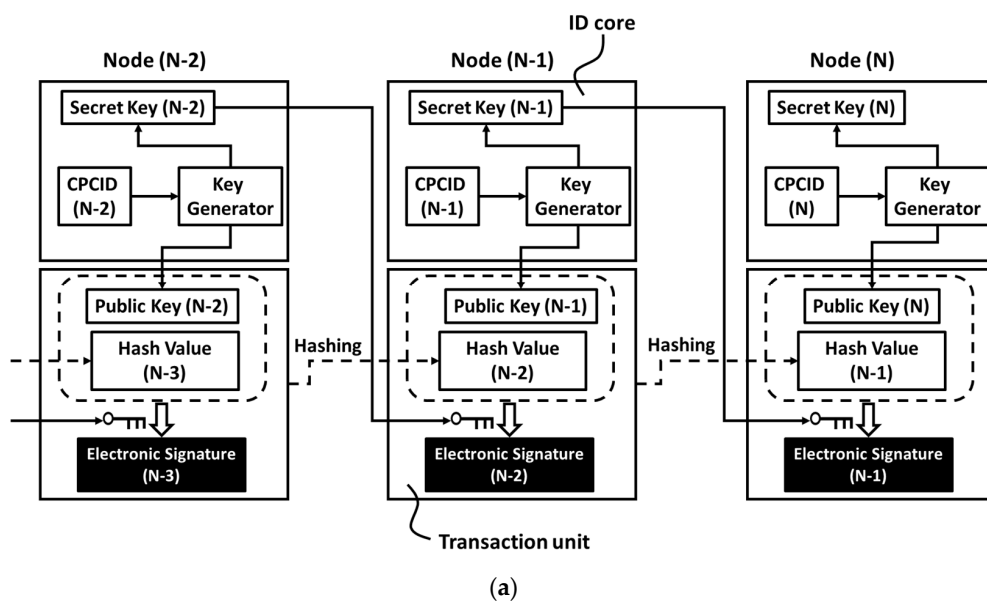 ID core
Node (N-2)
Node (N-1)
Node (N)
Secret Key (N-2)
Secret Key (N-1)
Secret Key (N)
CPCID
(N-2)
Key
Generator
CPCID
(N-1)
Key
Generator
CPCID
(N)
Key
Generator
Public Key (N-2)
Public Key (N-1)
Public Key (N)
Hash Value
(N-3)
Hashing
Hash Value
(N-2)
Hashing
Hash Value
(N-1)
Electronic Signature
(N-3)
Electronic Signature
(N-2)
Electronic Signature
(N-1)
Transaction unit
(a)